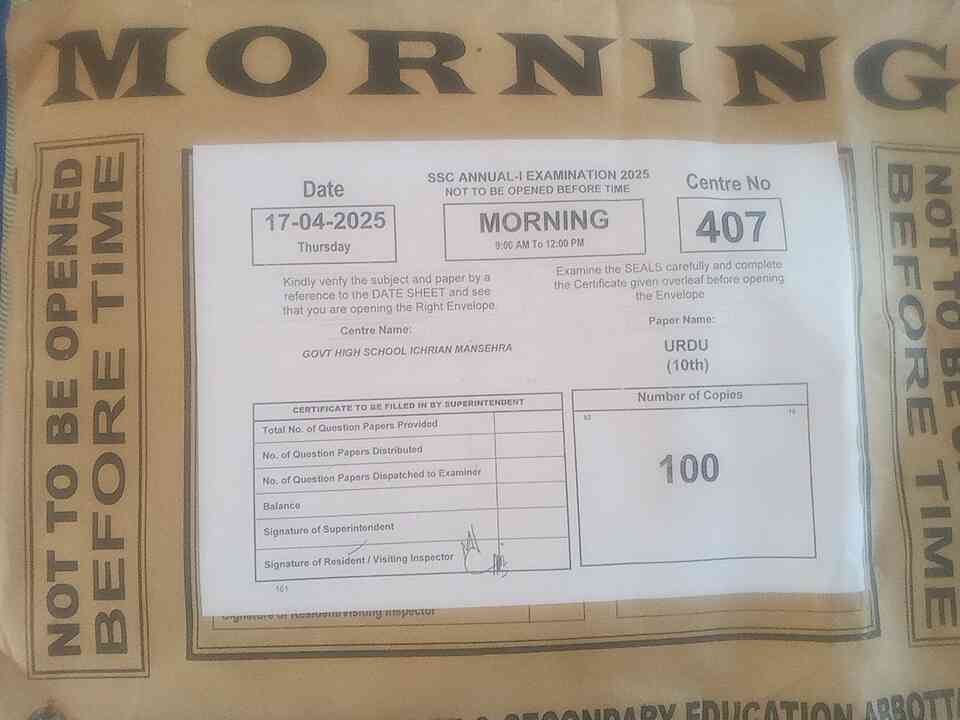 MORNING
NOT TO BE OPENED
BEFORE TIME
Date
17-04-2025
Thursday
SSC ANNUAL-I EXAMINATION 2025
NOT TO BE OPENED BEFORE TIME
MORNING
9:00 AM To 12:00 PM
Centre No
407
Kindly verify the subject and paper by a
reference to the DATE SHEET and see
that you are opening the Right Envelope.
Examine the SEALS carefully and complete
the Certificate given overleaf before opening
the Envelope
Centre Name:
GOVT HIGH SCHOOL ICHRIAN MANSEHRA
Paper Name:
URDU
(10th)
CERTIFICATE TO BE FILLED IN BY SUPERINTENDENT
Total No. of Question Papers Provided
No. of Question Papers Distributed
No. of Question Papers Dispatched to Examiner
Balance
Signature of Superintendent
Signature of Resident / Visiting Inspector
161
Number of Copies
100
Signature of Resident/Visiting Inspector
NOT TO BE
BEFORE TIME
SECONDARY EDUCATION ABBOTTA